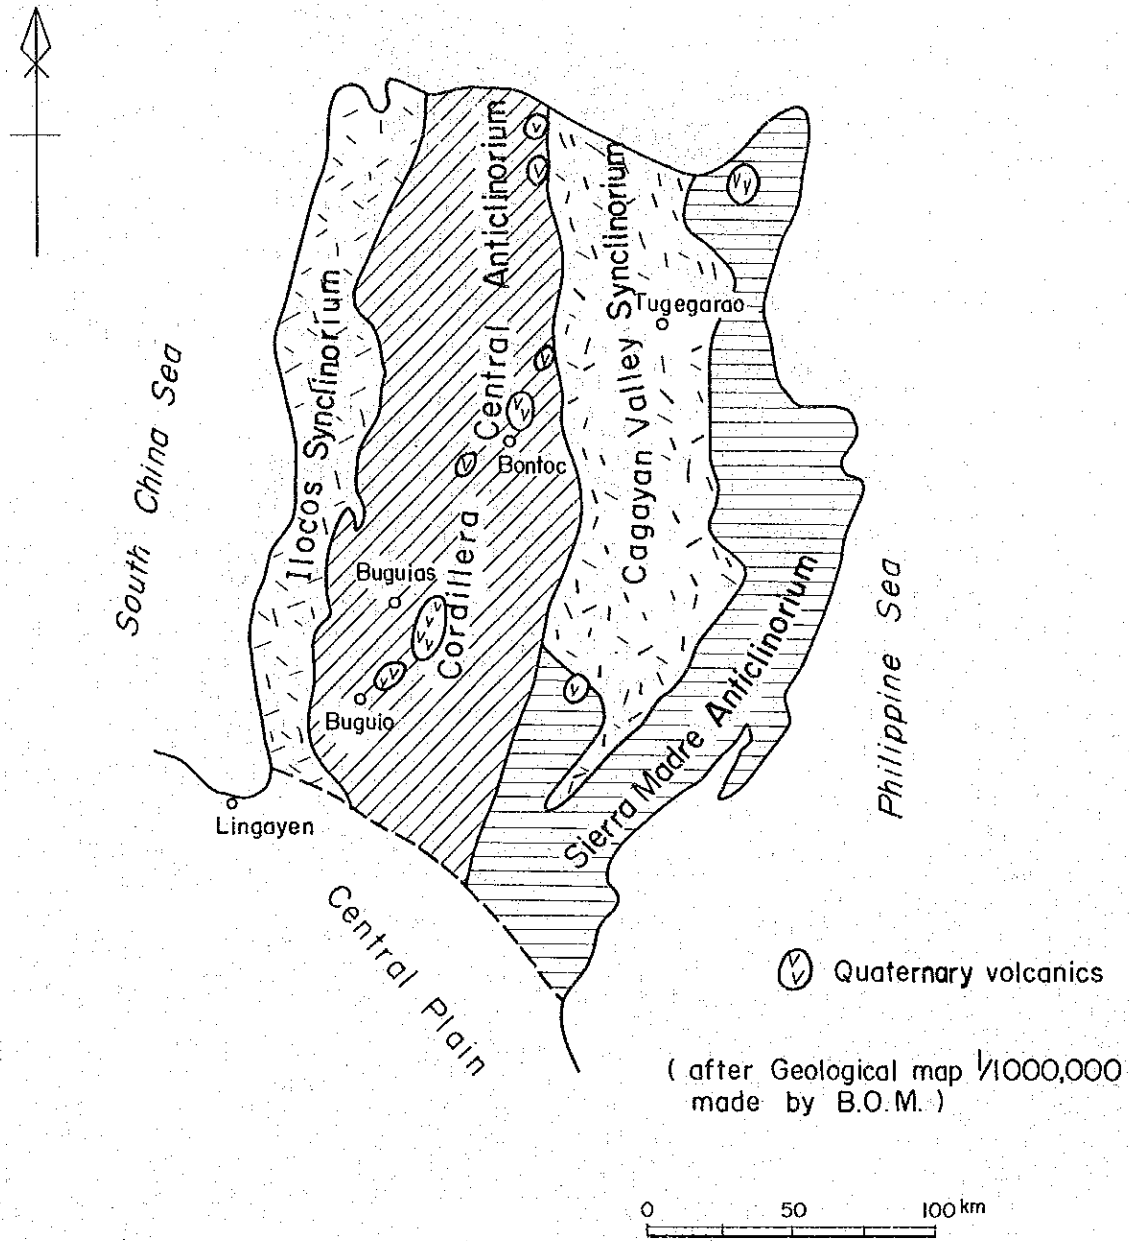 Ilocos Synclinorium
Cordillera Central Anticlinorium
Cagayan Valley Synclinorium
Tugegarao
South China Sea
Bontoc
Buguias
Buguio
Sierra Madre Anticlinorium
Philippine Sea
Lingayen
Central Plain
Quaternary volcanics
( after Geological map 1/1000,000
made by B.O.M. )
0 50 100 km